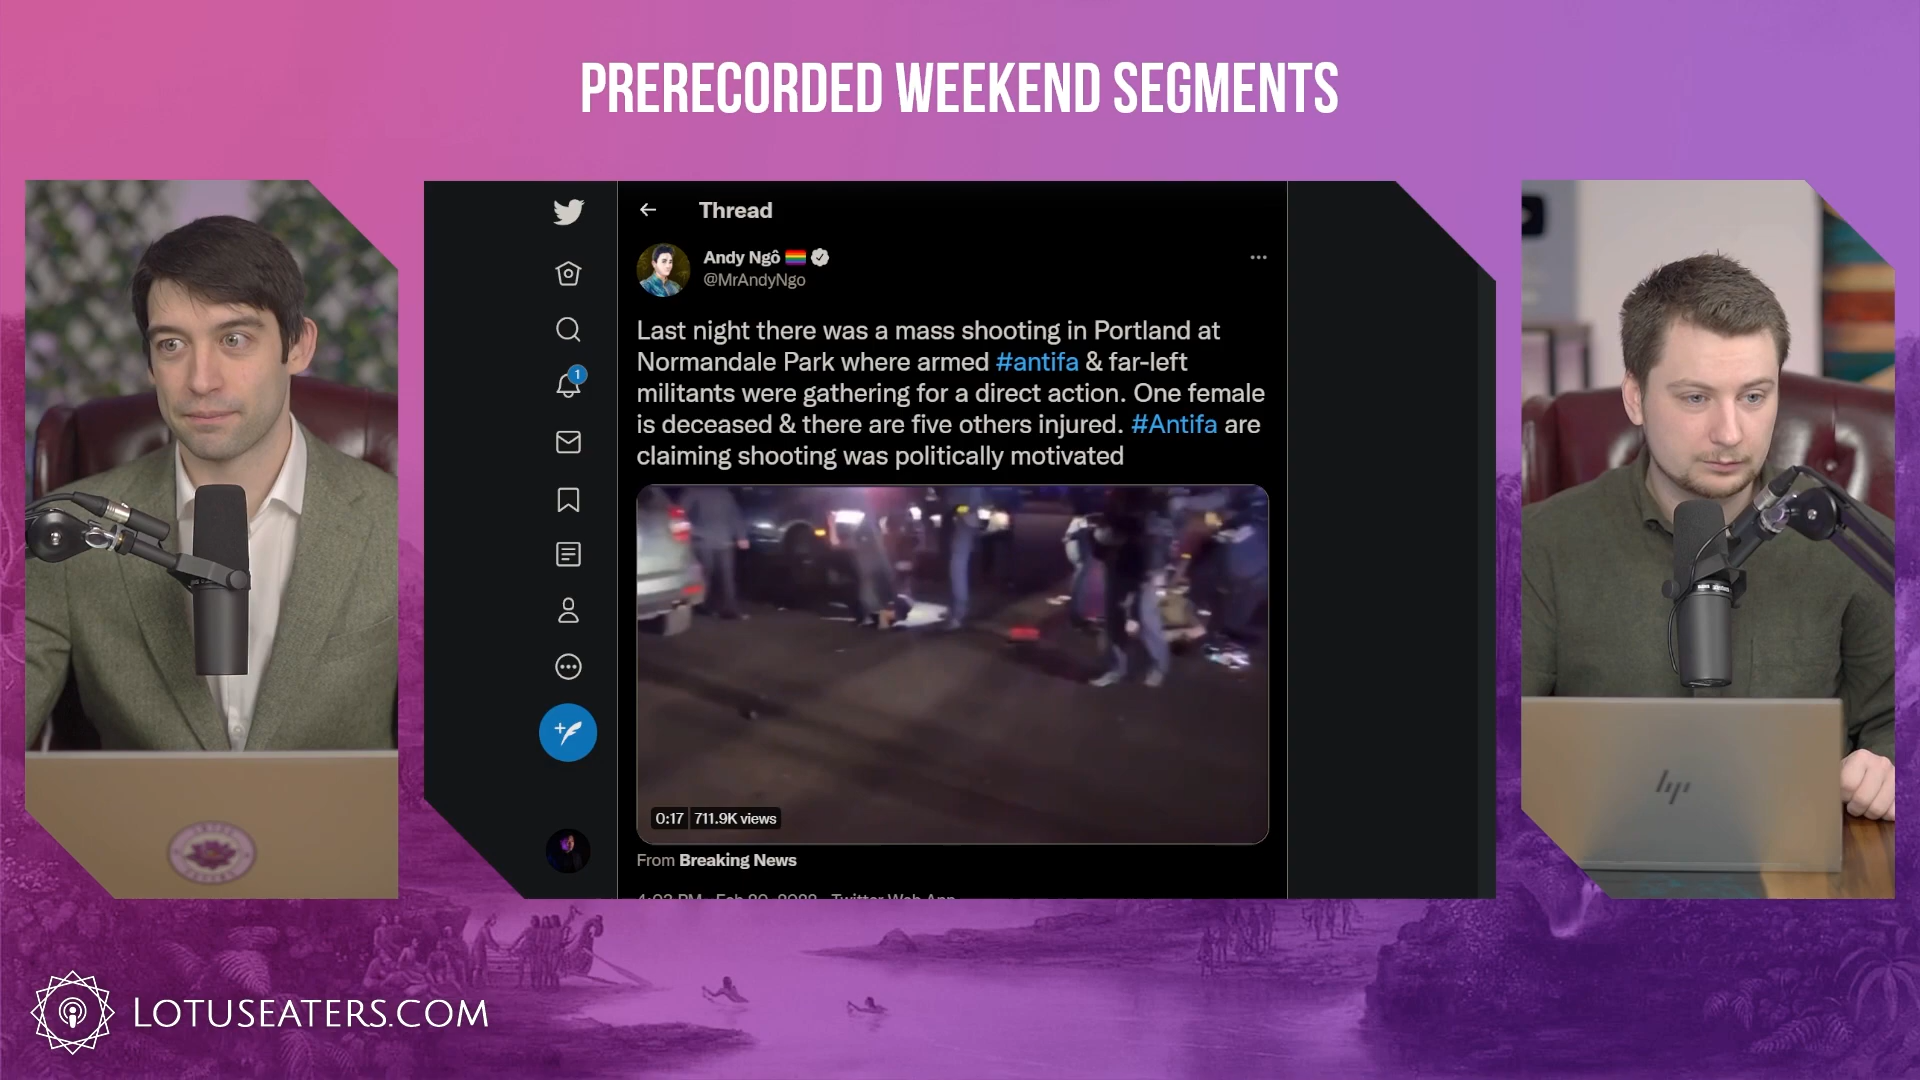 PRERECORDED WEEKEND SEGMENTS
Thread
Andy Ngô
@MrAndyNgo
Last night there was a mass shooting in Portland at
Normandale Park where armed #antifa & far-left
militants were gathering for a direct action. One female
is deceased & there are five others injured. #Antifa are
claiming shooting was politically motivated
1
0:17 711.9K views
From Breaking News
hp
LOTUSEATERS.COM